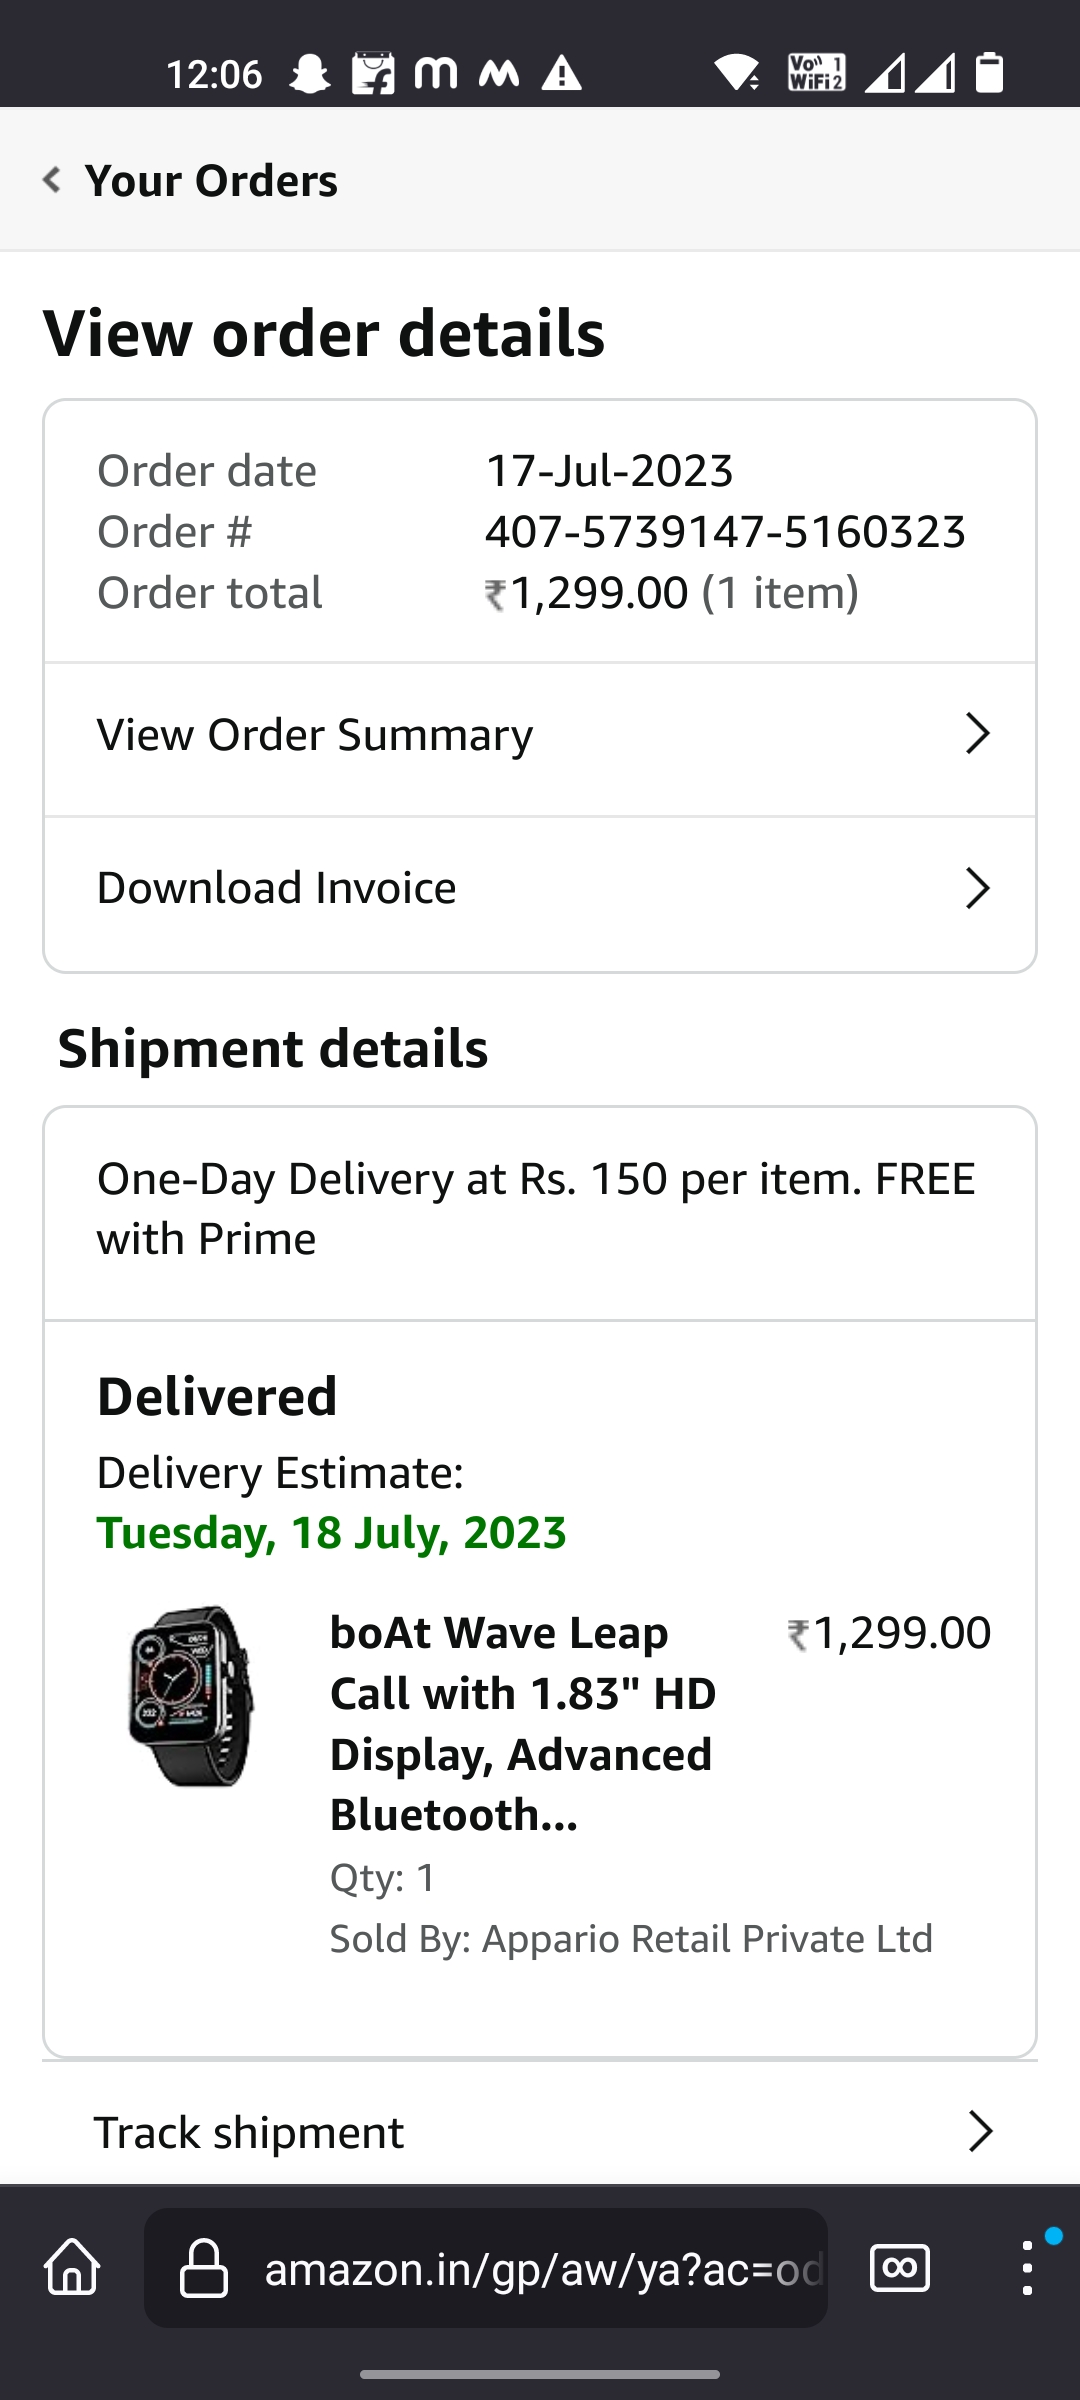 12:06
Vo)) 1
WiFi 2
Your Orders
View order details
Order date 17-Jul-2023
Order # 407-5739147-5160323
Order total ₹1,299.00 (1 item)
View Order Summary
Download Invoice
Shipment details
One-Day Delivery at Rs. 150 per item. FREE
with Prime
Delivered
Delivery Estimate:
Tuesday, 18 July, 2023
boAt Wave Leap ₹1,299.00
Call with 1.83" HD
Display, Advanced
Bluetooth...
Qty: 1
Sold By: Appario Retail Private Ltd
Track shipment
amazon.in/gp/aw/ya?ac=od